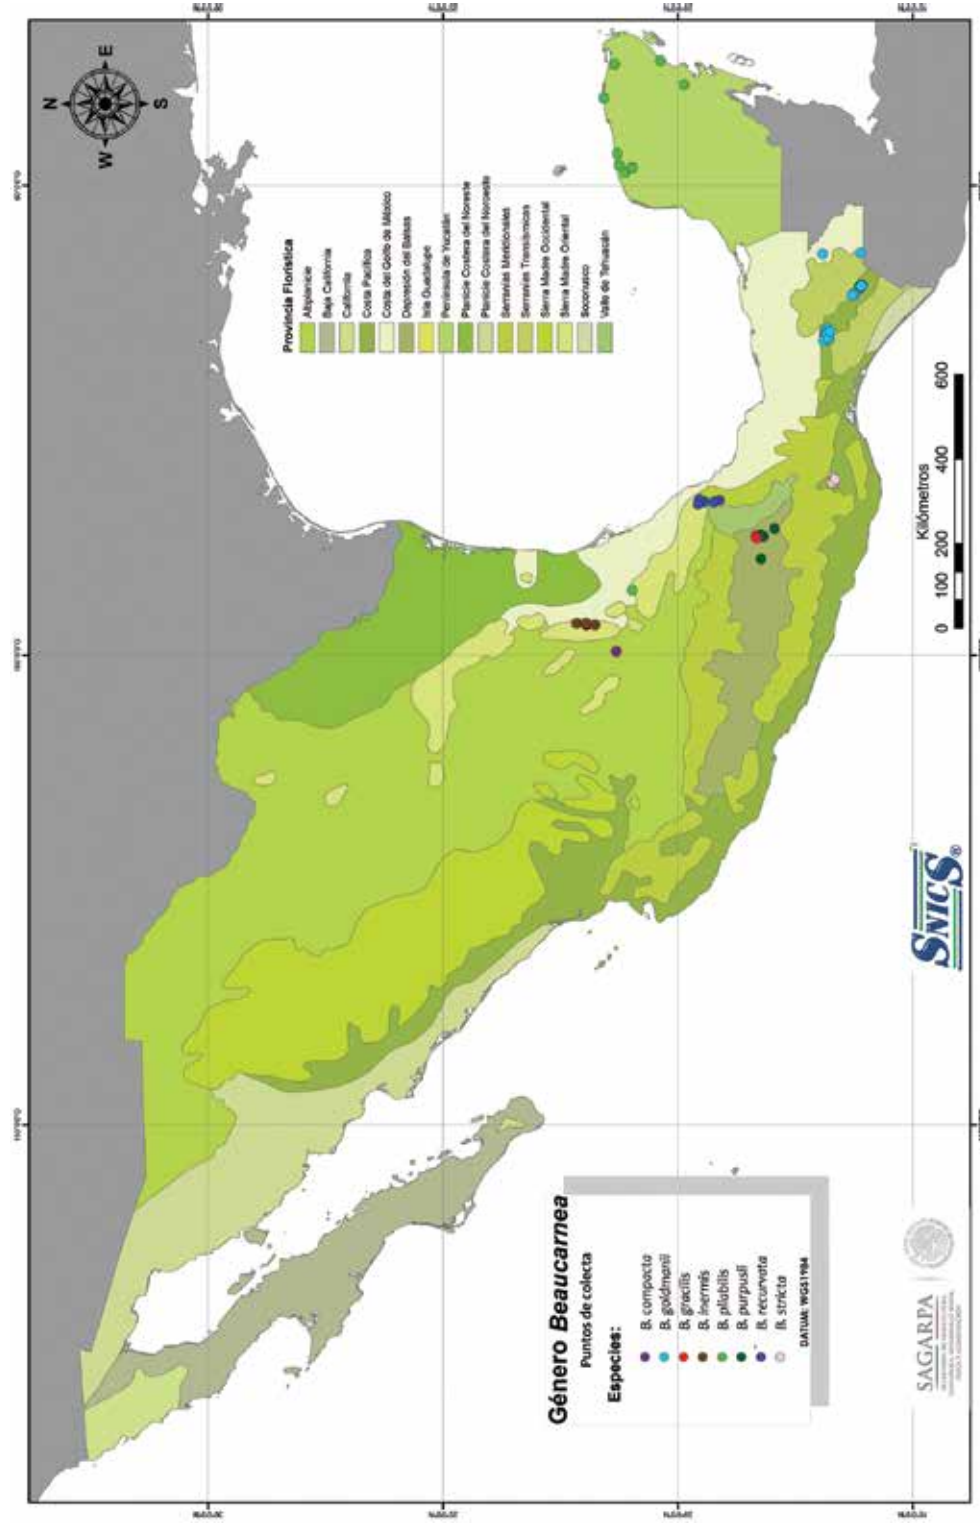 N
W
E
S
Provincia Florística
Altiplanicie
Baja California
California
Costa Pacífica
Costa del Golfo de México
Depresión del Balsas
Isla Guadalupe
Península de Yucatán
Planicie Costera del Noreste
Planicie Costera del Noroeste
Serranías Meridionales
Serranías Transístmicas
Sierra Madre Occidental
Sierra Madre Oriental
Soconusco
Valle de Tehuacán
Kilómetros
0 100 200 400 600
Género Beaucarnea
Puntos de colecta
Especies:
B. compacta
B. goldmanii
B. gracilis
B. inermis
B. pliabilis
B. purpusii
B. recurvata
B. stricta
DATUM: WGS1984
SAGARPA
SNICS®